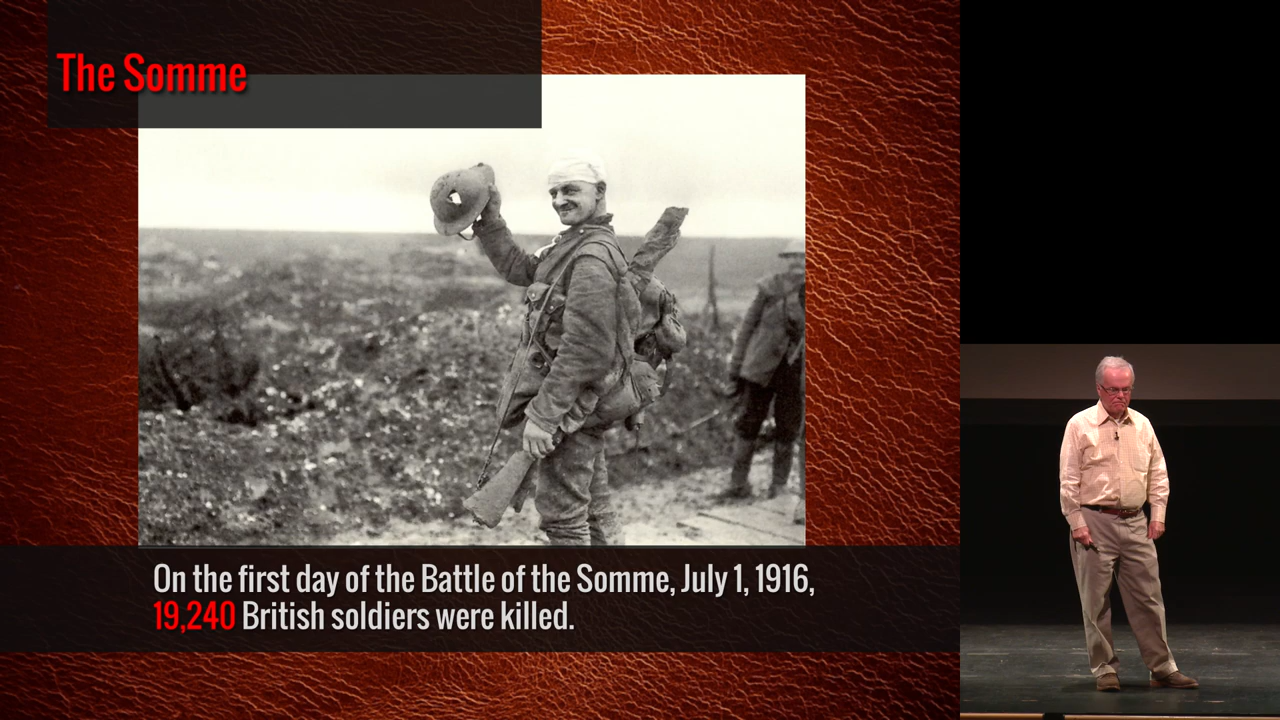 The Somme
On the first day of the Battle of the Somme, July 1, 1916,
19,240 British soldiers were killed.